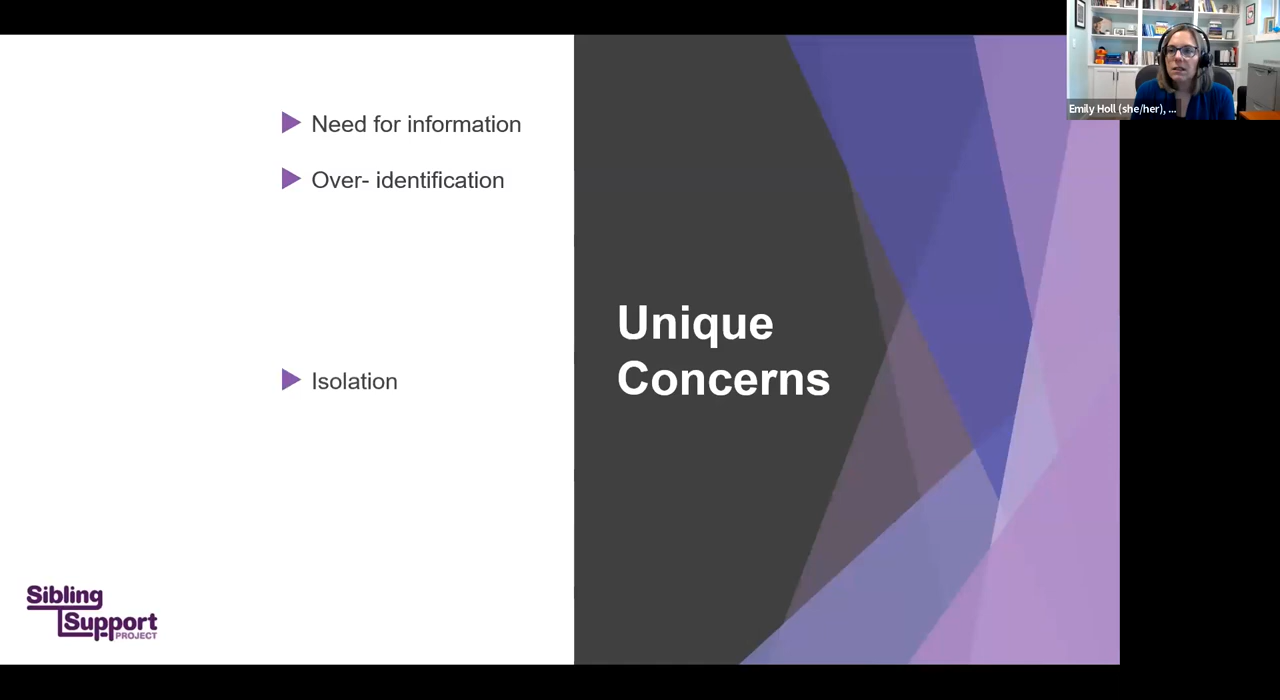 Emily Holl (she/her), ...
Need for information
Over- identification
Isolation
Unique
Concerns
Sibling
Support
PROJECT